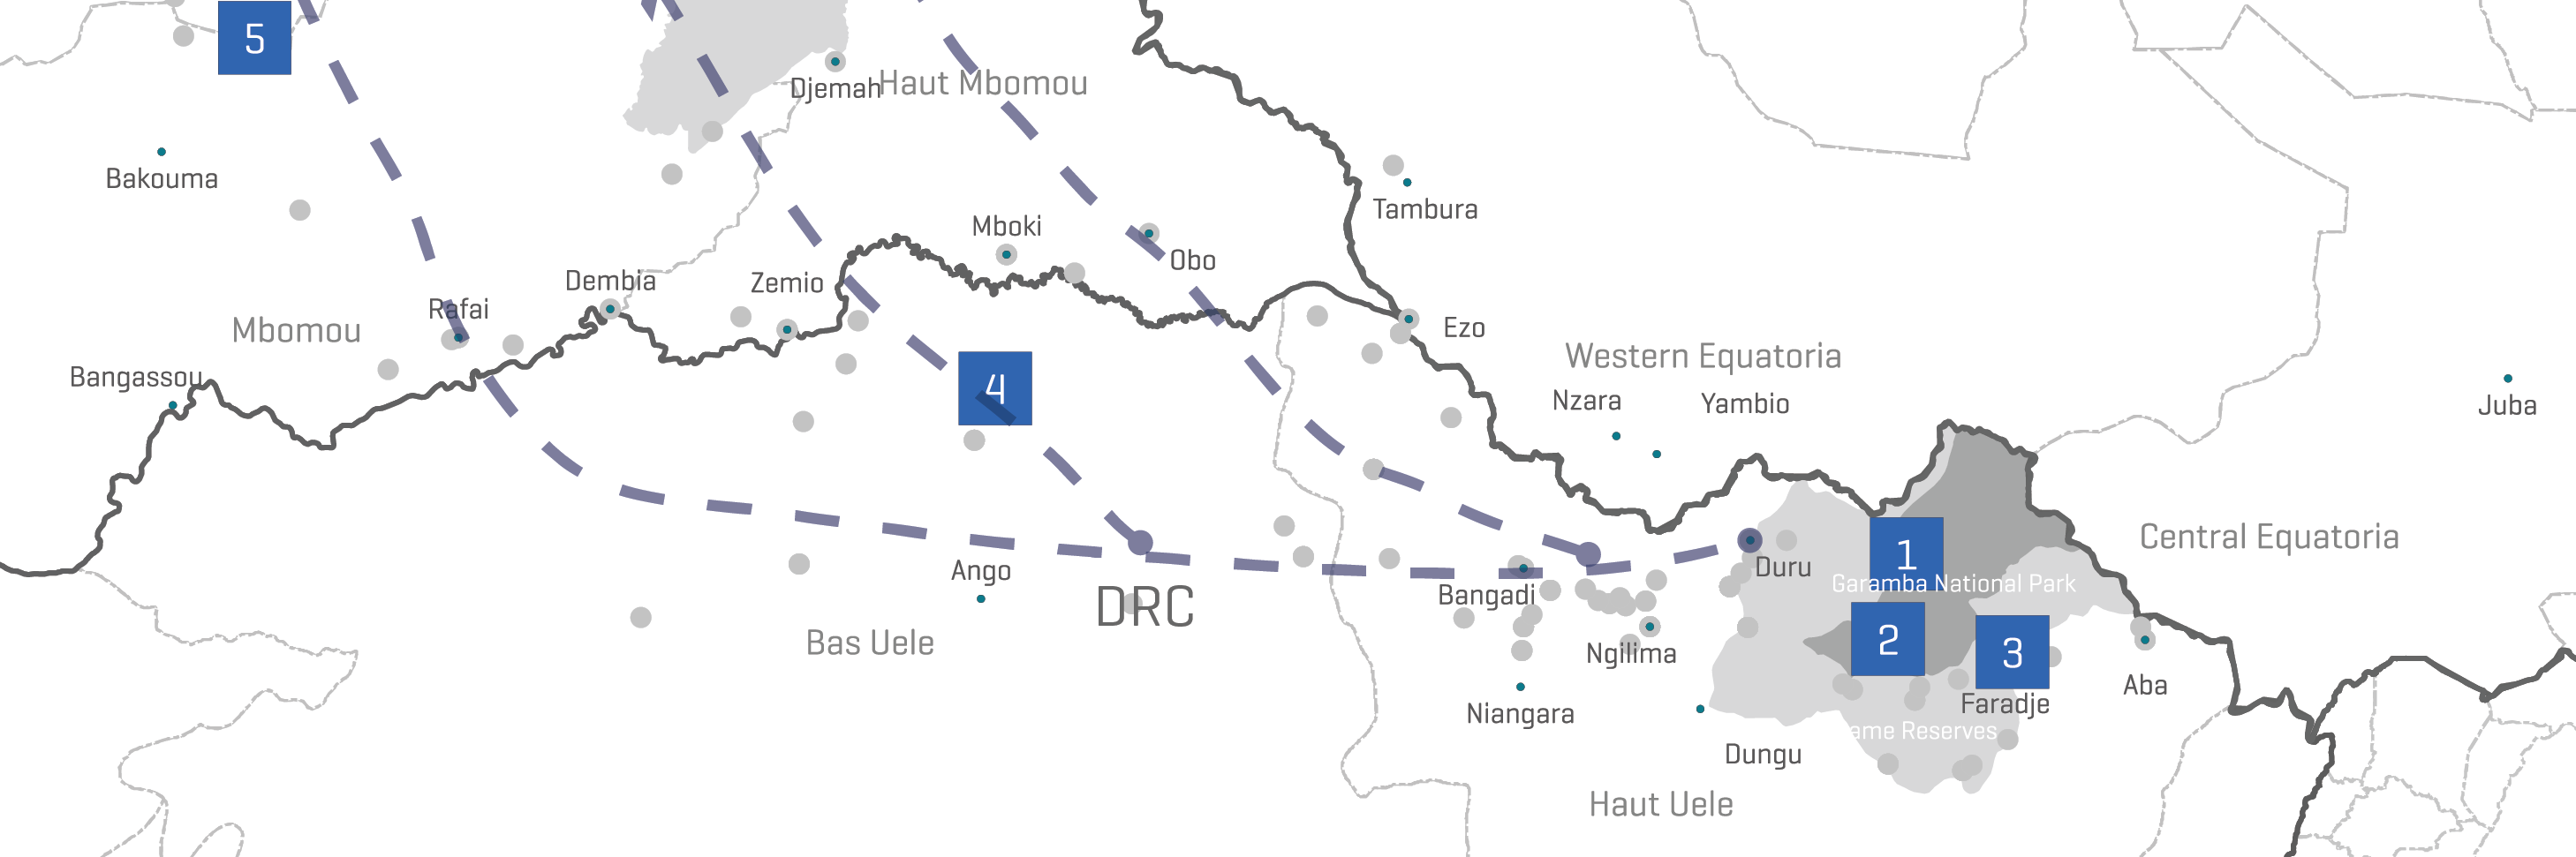 5
Djemah
Haut Mbomou
Bakouma
Tambura
Mboki
Obo
Dembia
Zemio
Rafai
Mbomou
Ezo
Bangassou
4
Western Equatoria
Nzara
Yambio
Juba
1
Central Equatoria
Ango
Duru
Garamba National Park
Bangadi
DRC
Bas Uele
2
3
Ngilima
Aba
Niangara
Faradje
ame Reserves
Dungu
Haut Uele